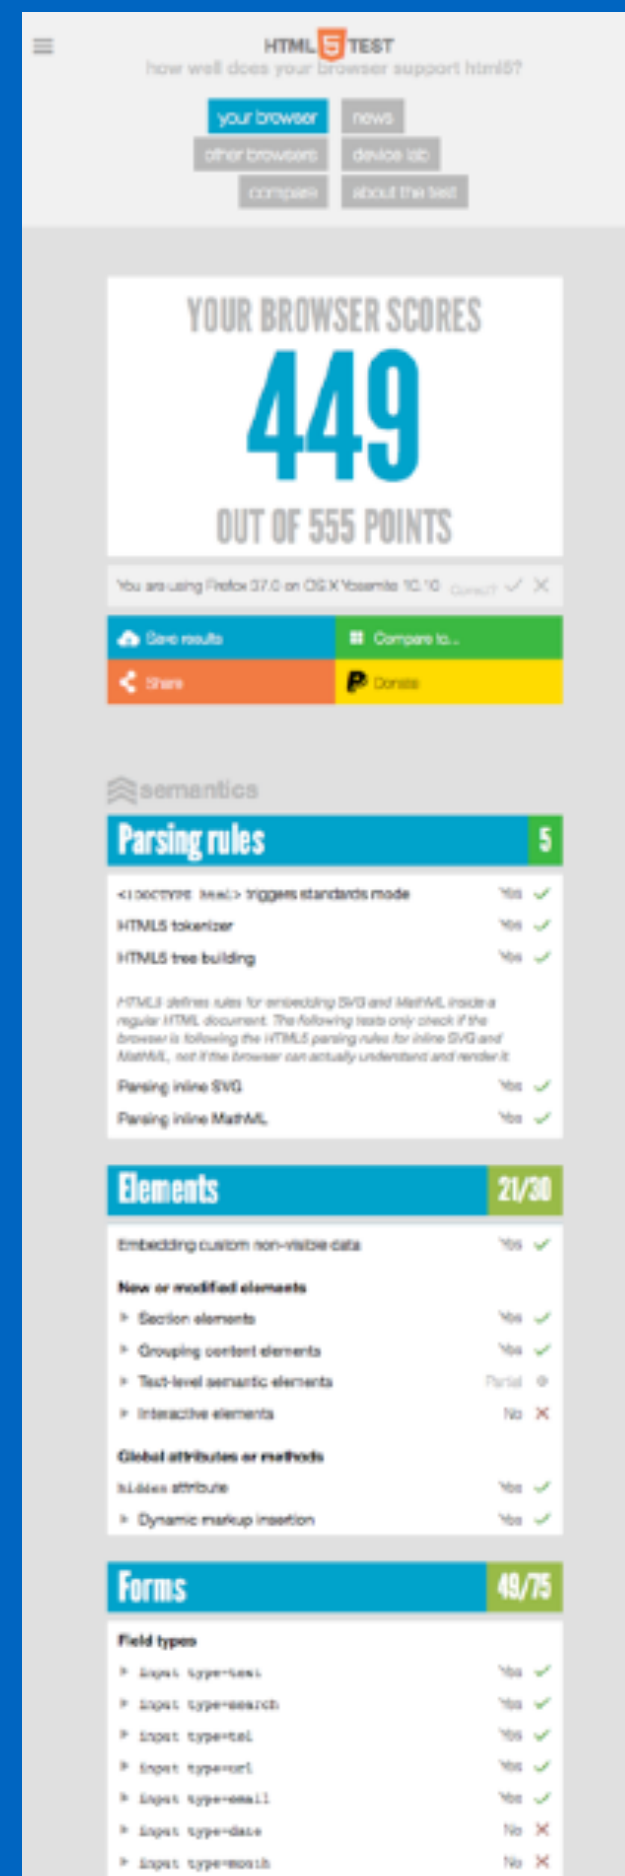 HTML 5 TEST
how well does your browser support html5?
your browser
news
other browsers
device lab
compare
about the test
YOUR BROWSER SCORES
449
OUT OF 555 POINTS
You are using Firefox 37.0 on OS X Yosemite 10.10 Correct?
Save results
Compare to...
Share
Donate
semantics
Parsing rules 5
<!DOCTYPE html> triggers standards mode Yes ✓
HTML5 tokenizer Yes ✓
HTML5 tree building Yes ✓
HTML5 defines rules for embedding SVG and MathML inside a
regular HTML document. The following tests only check if the
browser is following the HTML5 parsing rules for inline SVG and
MathML, not if the browser can actually understand and render it.
Parsing inline SVG Yes ✓
Parsing inline MathML Yes ✓
Elements 21/30
Embedding custom non-visible data Yes ✓
New or modified elements
Section elements Yes ✓
Grouping content elements Yes ✓
Text-level semantic elements Partial
Interactive elements No ✕
Global attributes or methods
hidden attribute Yes ✓
Dynamic markup insertion Yes ✓
Forms 49/75
Field types
input type=text Yes ✓
input type=search Yes ✓
input type=tel Yes ✓
input type=url Yes ✓
input type=email Yes ✓
input type=date No ✕
input type=month No ✕